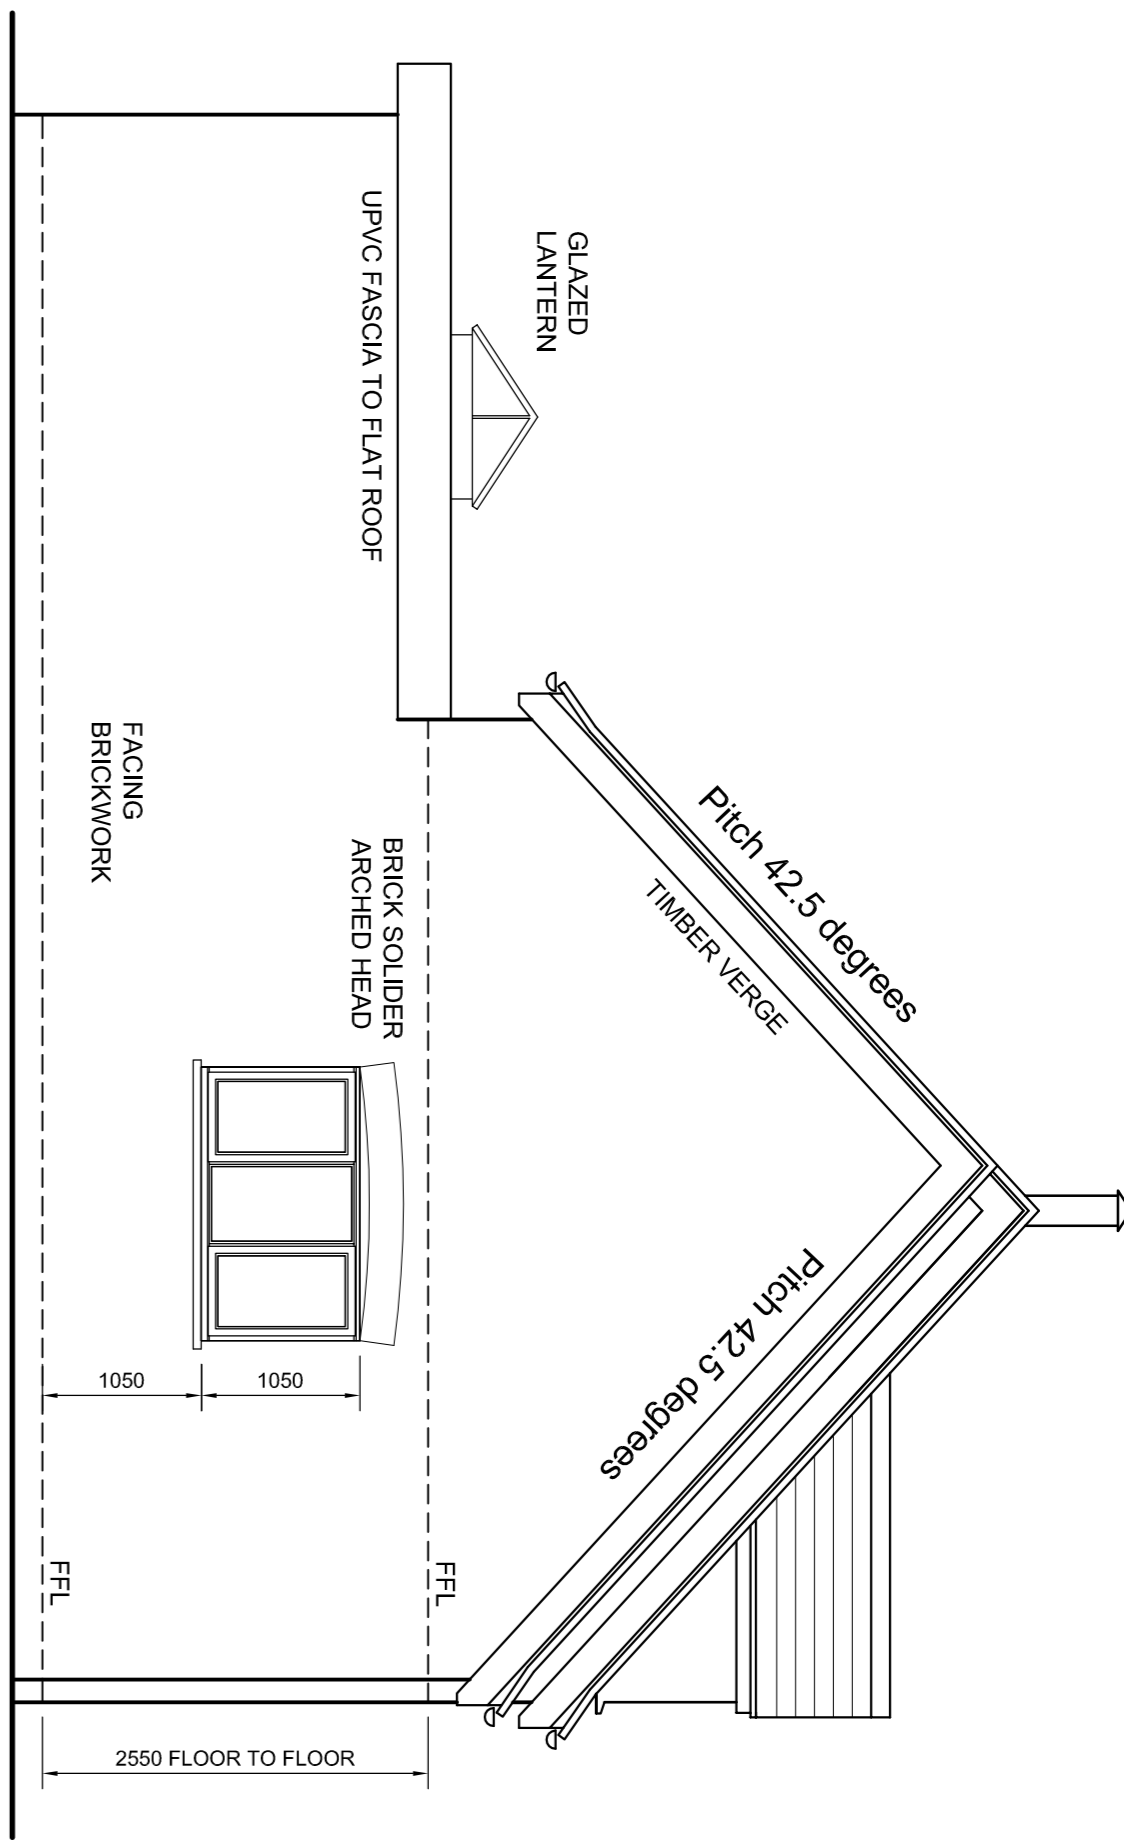 GLAZED
LANTERN
UPVC FASCIA TO FLAT ROOF
Pitch 42.5 degrees
TIMBER VERGE
Pitch 42.5 degrees
BRICK SOLIDER
ARCHED HEAD
FACING
BRICKWORK
1050
1050
FFL
FFL
2550 FLOOR TO FLOOR